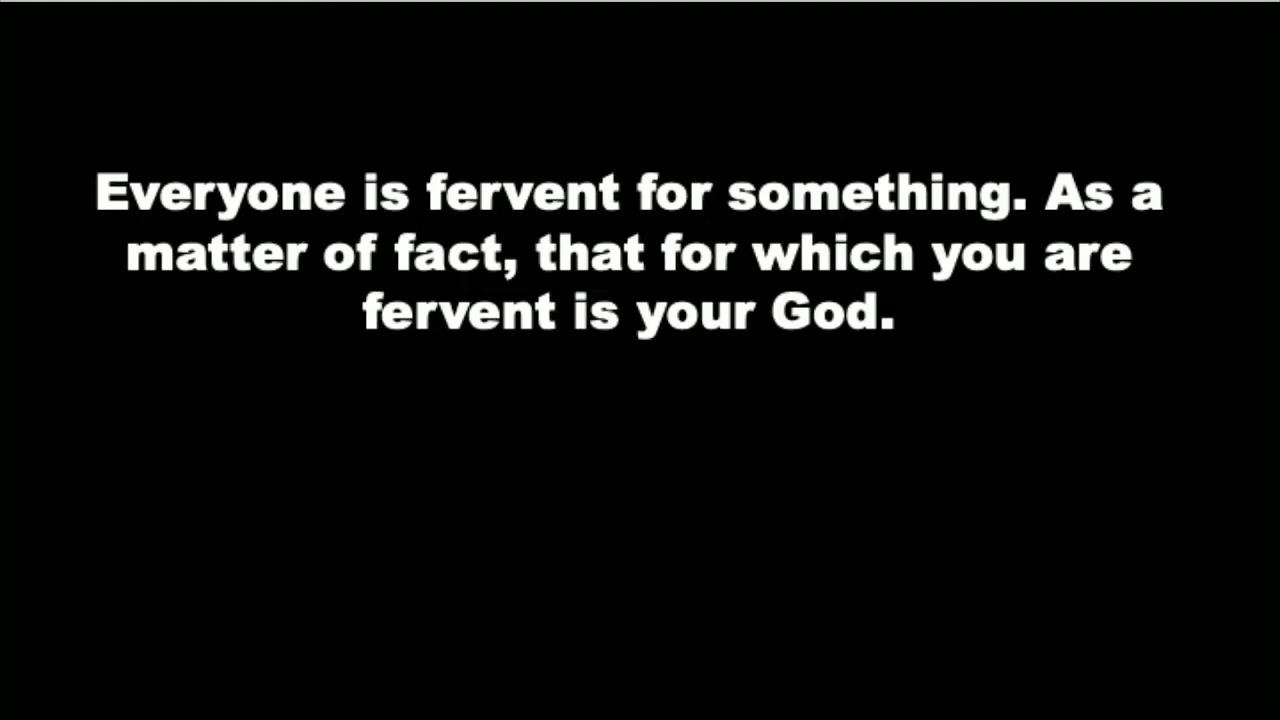 Everyone is fervent for something. As a
matter of fact, that for which you are
fervent is your God.